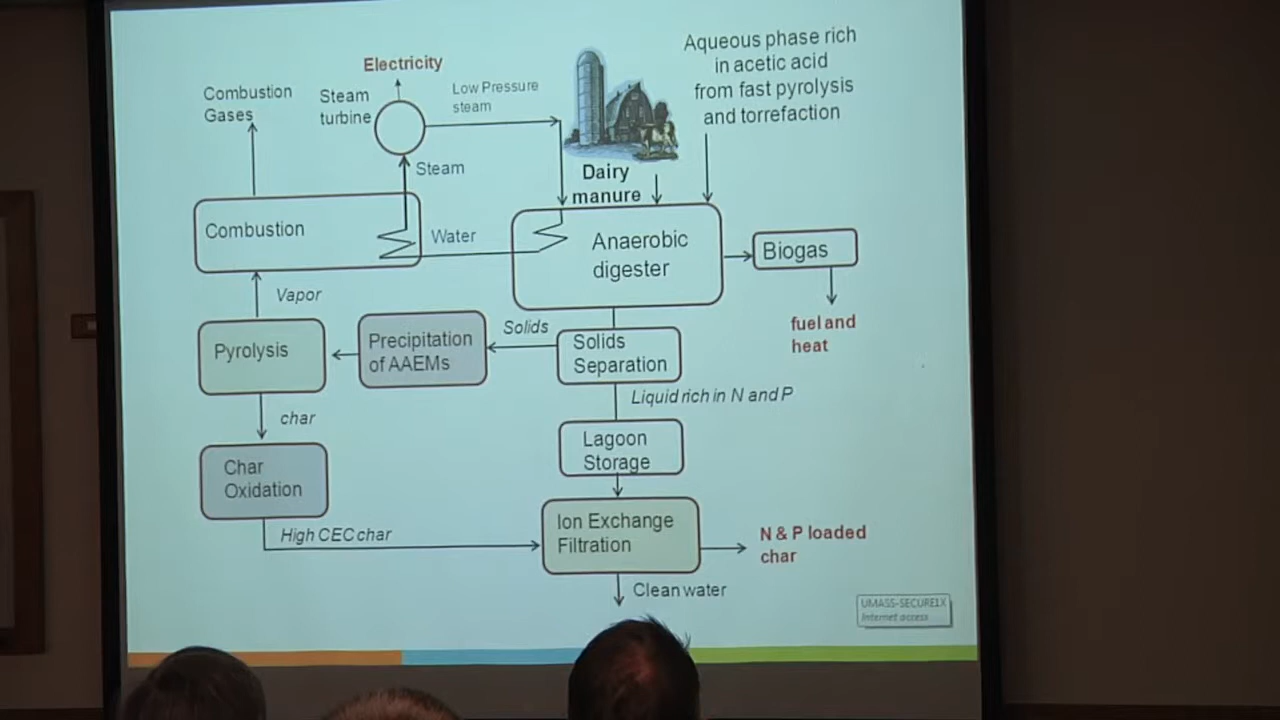 Electricity
Combustion
Gases
Steam
turbine
Low Pressure
steam
Aqueous phase rich
in acetic acid
from fast pyrolysis
and torrefaction
Steam
Dairy
manure
Combustion
Water
Anaerobic
digester
Biogas
Vapor
fuel and
heat
Pyrolysis
Precipitation
of AAEMs
Solids
Solids
Separation
Liquid rich in N and P
char
Lagoon
Storage
Char
Oxidation
High CEC char
Ion Exchange
Filtration
N & P loaded
char
Clean water
UMASS-SECURE1X
Internet access